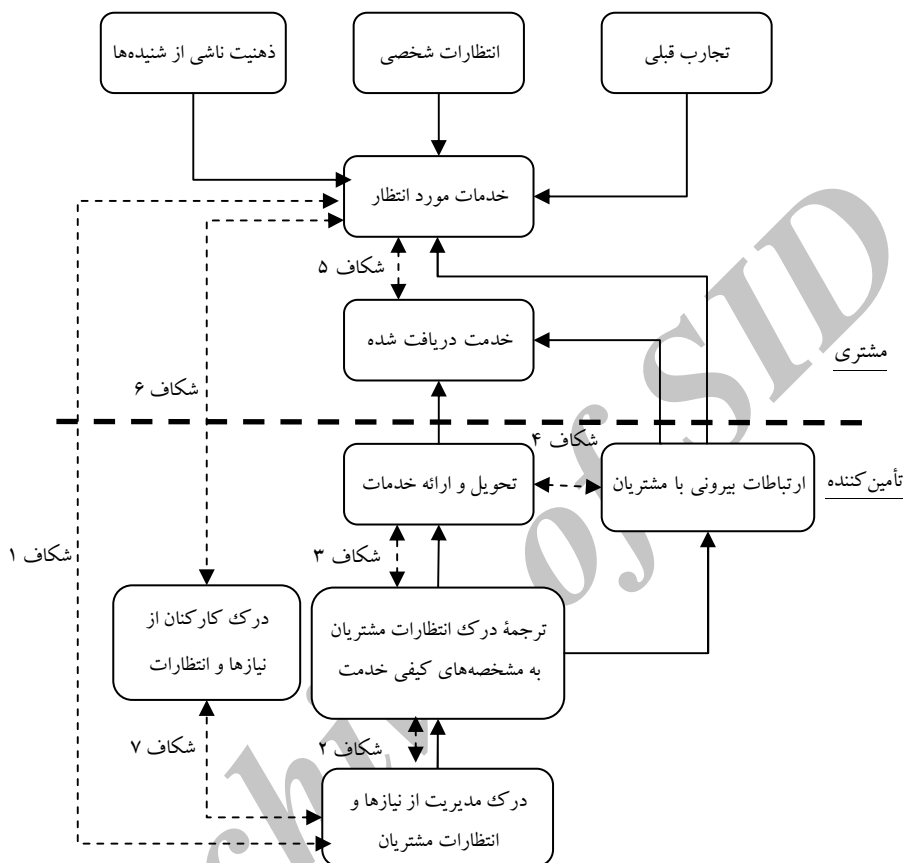 تجارب قبلی
انتظارات شخصی
ذهنیت ناشی از شنیده‌ها
خدمات مورد انتظار
شکاف ۵
خدمت دریافت شده
مشتری
شکاف ۶
شکاف ۴
تأمین‌کننده
ارتباطات بیرونی با مشتریان
تحویل و ارائه خدمات
شکاف ۱
شکاف ۳
ترجمهٔ درک انتظارات مشتریان
به مشخصه‌های کیفی خدمت
درک کارکنان از
نیازها و انتظارات
شکاف ۲
شکاف ۷
درک مدیریت از نیازها و
انتظارات مشتریان
Archive of SID